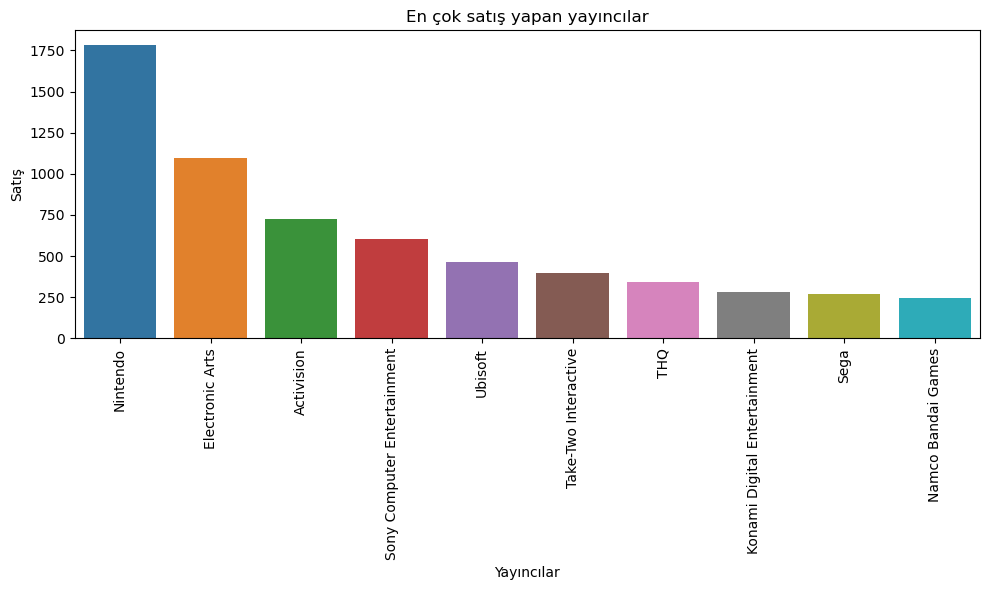 En çok satış yapan yayıncılar
Satış
1750
1500
1250
1000
750
500
250
0
Nintendo
Electronic Arts
Activision
Sony Computer Entertainment
Ubisoft
Take-Two Interactive
THQ
Konami Digital Entertainment
Sega
Namco Bandai Games
Yayıncılar